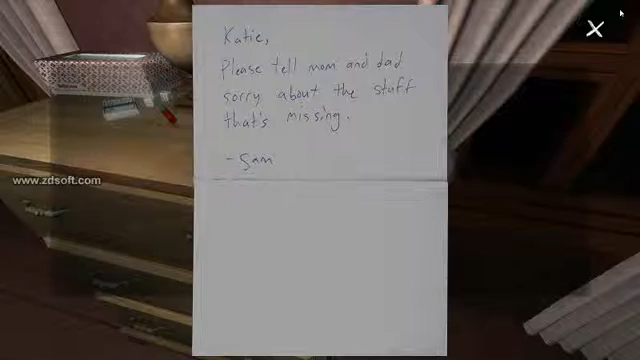 Katie,
Please tell mom and dad
sorry about the stuff
that's missing.
- Sam
www.zdsoft.com